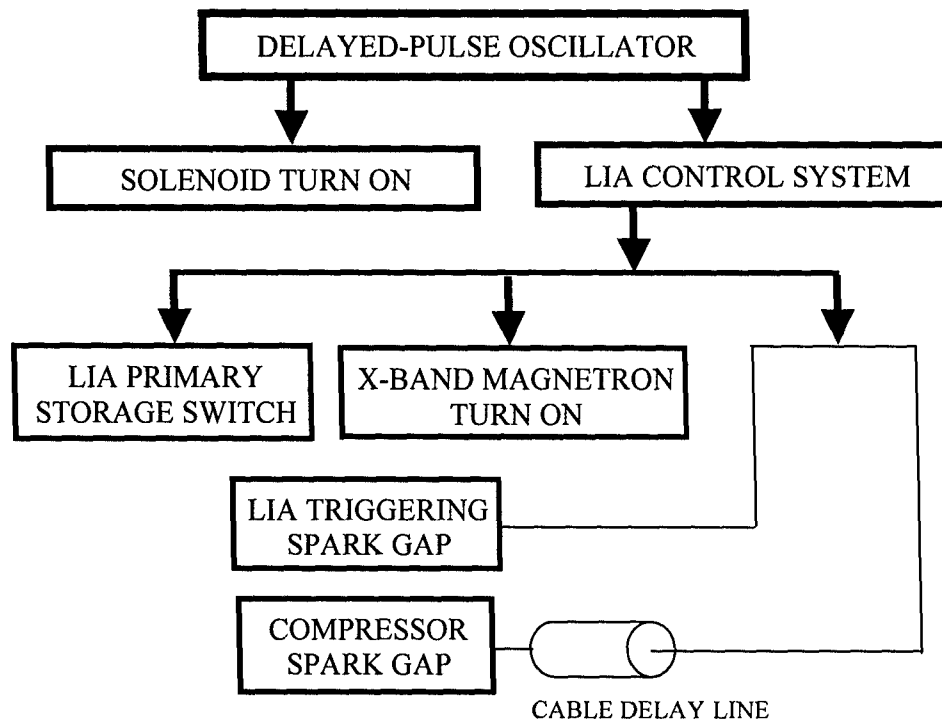 DELAYED-PULSE OSCILLATOR
SOLENOID TURN ON
LIA CONTROL SYSTEM
LIA PRIMARY
STORAGE SWITCH
X-BAND MAGNETRON
TURN ON
LIA TRIGGERING
SPARK GAP
COMPRESSOR
SPARK GAP
CABLE DELAY LINE